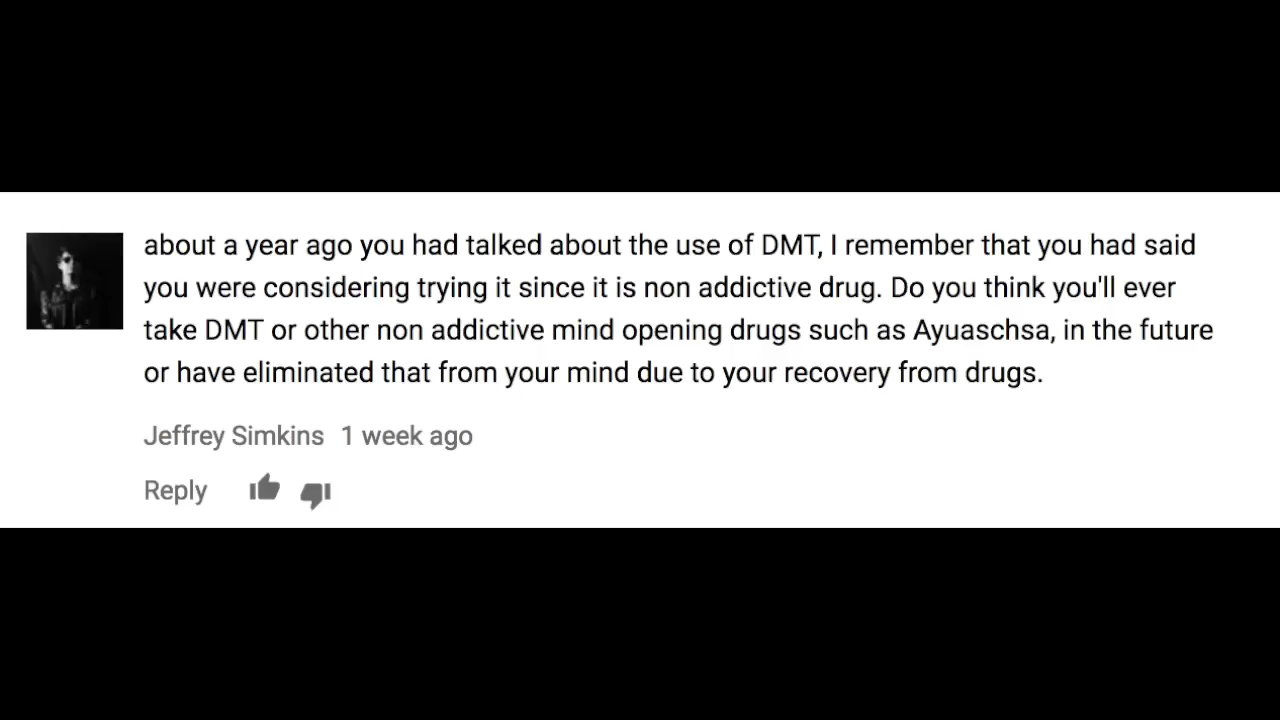 about a year ago you had talked about the use of DMT, I remember that you had said
you were considering trying it since it is non addictive drug. Do you think you'll ever
take DMT or other non addictive mind opening drugs such as Ayuaschsa, in the future
or have eliminated that from your mind due to your recovery from drugs.
Jeffrey Simkins 1 week ago
Reply